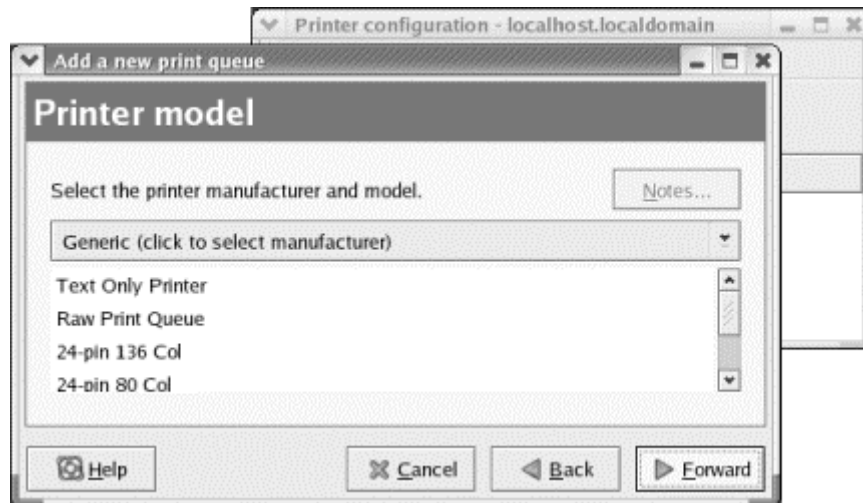 Printer configuration - localhost.localdomain
Add a new print queue
Printer model
Select the printer manufacturer and model.
Notes...
Generic (click to select manufacturer)
Text Only Printer
Raw Print Queue
24-pin 136 Col
24-pin 80 Col
Help
Cancel
Back
Forward